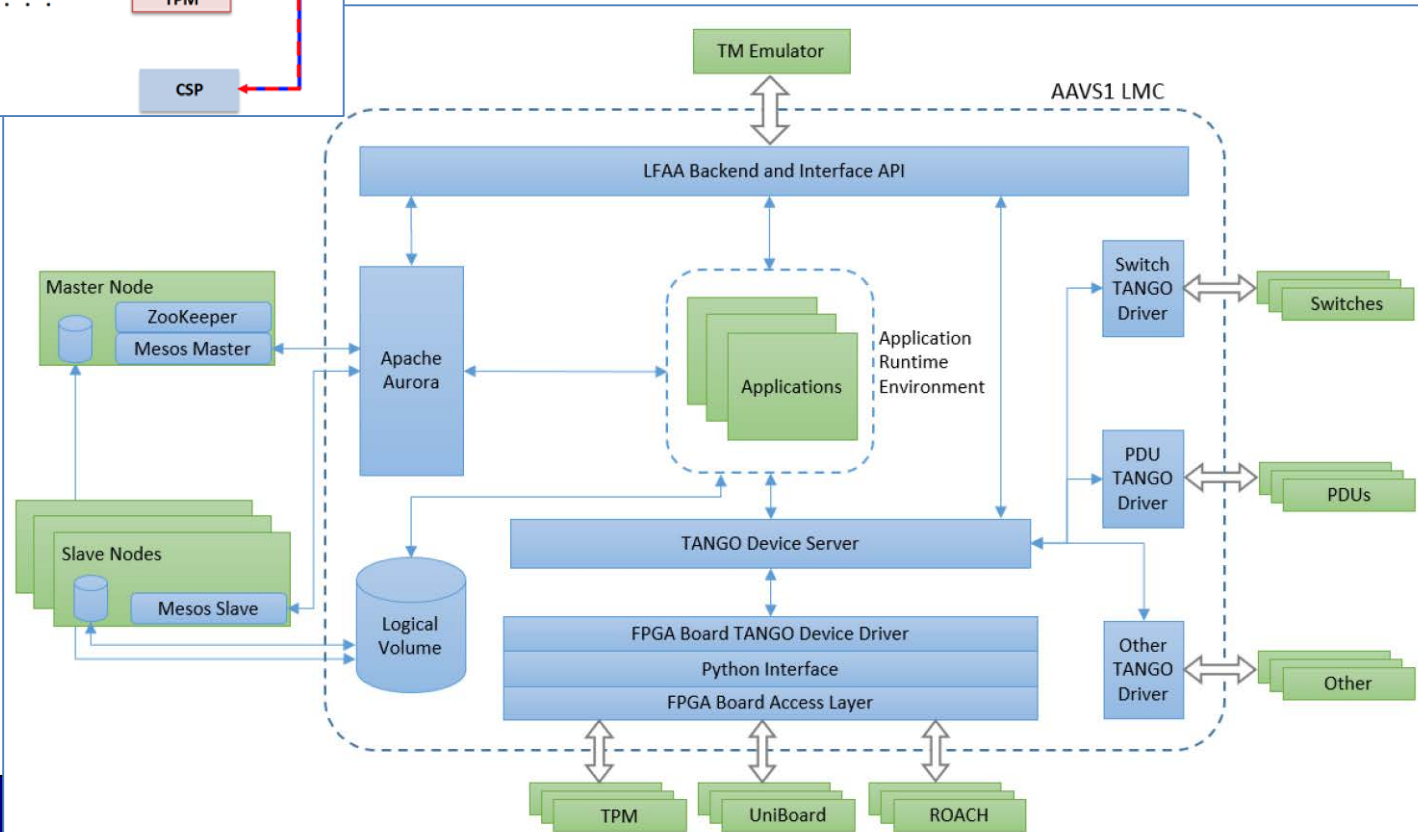 . . .
TPM
CSP
TM Emulator
AAVS1 LMC
LFAA Backend and Interface API
Master Node
ZooKeeper
Mesos Master
Apache
Aurora
Applications
Application
Runtime
Environment
Switch
TANGO
Driver
Switches
PDU
TANGO
Driver
PDUs
Slave Nodes
Mesos Slave
Logical
Volume
TANGO Device Server
FPGA Board TANGO Device Driver
Python Interface
FPGA Board Access Layer
Other
TANGO
Driver
Other
TPM
UniBoard
ROACH